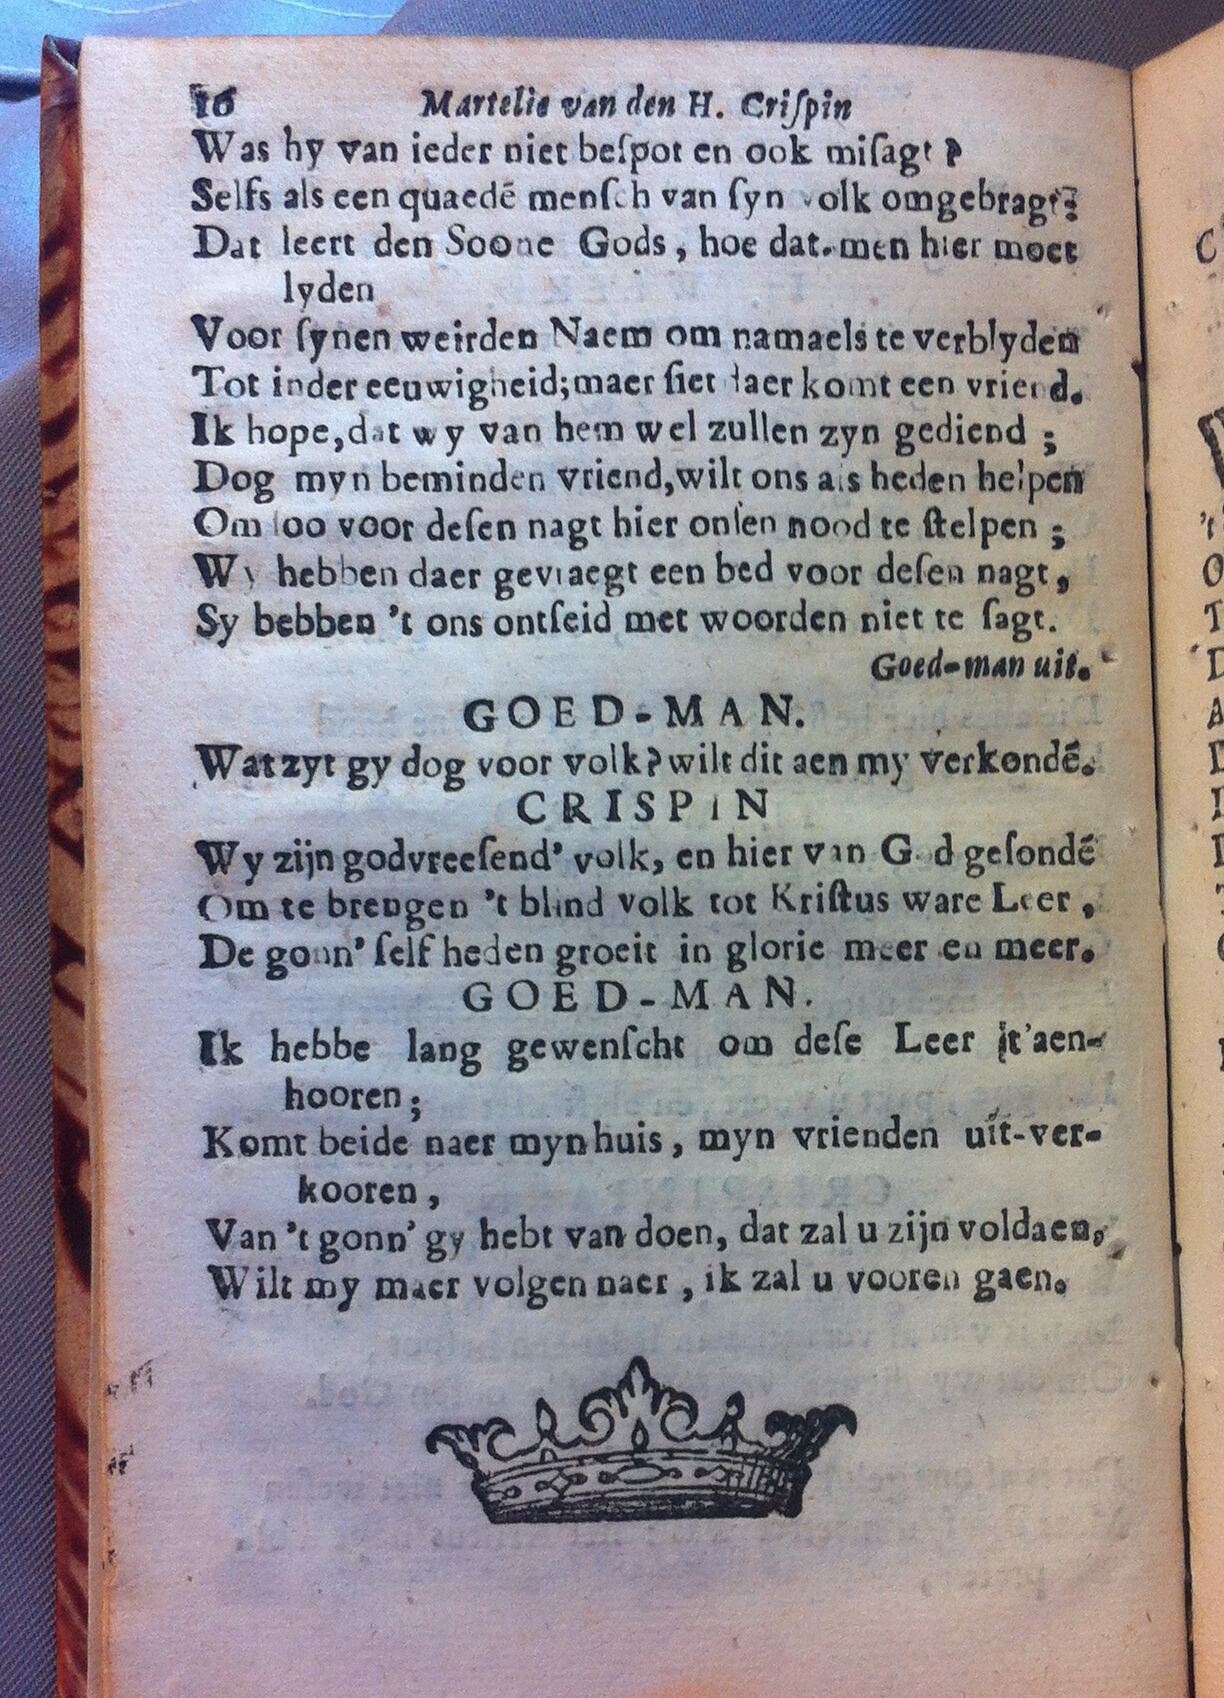 16 Martelie van den H. Criſpin
Was hy van ieder niet beſpot en ook miſagt?
Selfs als een quaedē menſch van ſyn volk omgebragt?
Dat leert den Soone Gods, hoe dat men hier moet
lyden
Voor ſynen weirden Naem om namaels te verblyden
Tot inder eeuwigheid; maer ſiet daer komt een vriend.
Ik hope, dat wy van hem wel zullen zyn gediend;
Dog myn beminden vriend, wilt ons als heden helpen
Om ſoo voor deſen nagt hier onſen nood te ſtelpen;
Wy hebben daer gevraegt een bed voor deſen nagt,
Sy bebben 't ons ontſeid met woorden niet te ſagt.
Goed-man uit.
GOED-MAN.
Wat zyt gy dog voor volk? wilt dit aen my verkondē.
CRISPIN
Wy zijn godvreeſend' volk, en hier van God geſondē
Om te brengen 't blind volk tot Kriſtus ware Leer,
De gonn' ſelf heden groeit in glorie meer en meer.
GOED-MAN.
Ik hebbe lang gewenſcht om deſe Leer t'aen-
hooren;
Komt beide naer myn huis, myn vrienden uit-ver-
kooren,
Van 't gonn' gy hebt van doen, dat zal u zijn voldaen,
Wilt my maer volgen naer, ik zal u vooren gaen.